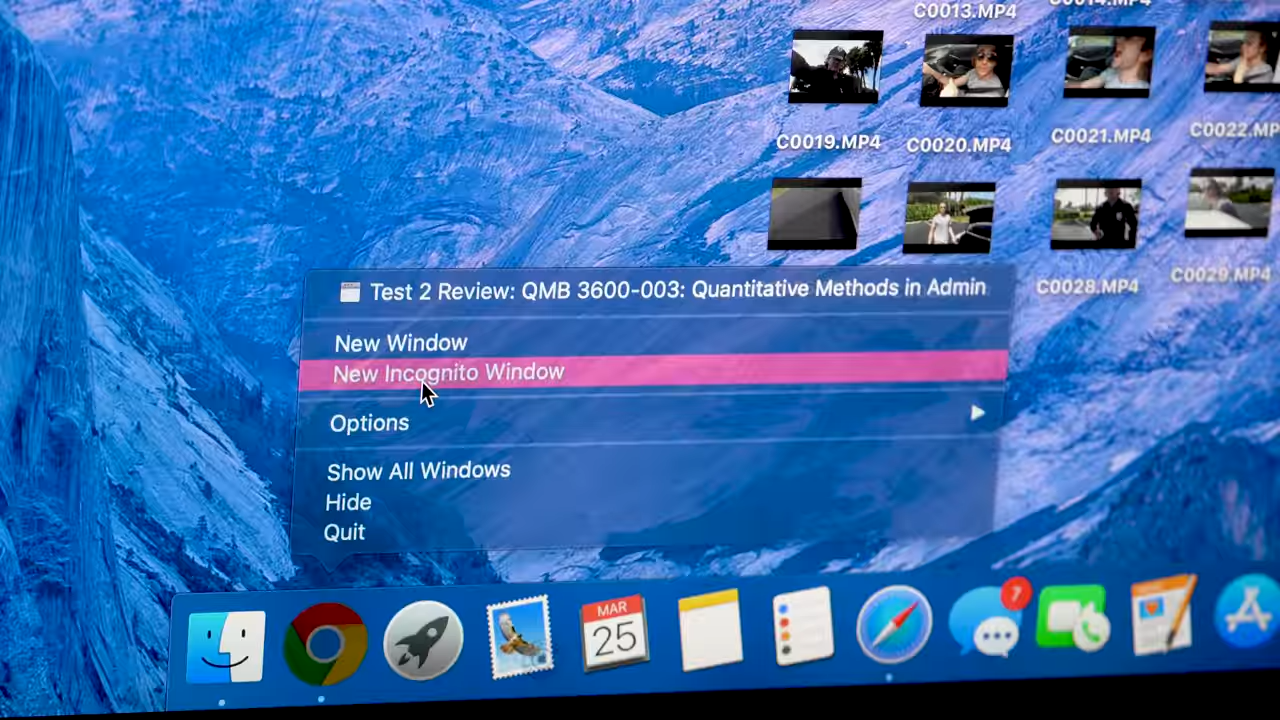 C0013.MP4
C0014.MP4
C0019.MP4
C0020.MP4
C0021.MP4
C0022.MP4
C0028.MP4
C0029.MP4
Test 2 Review: QMB 3600-003: Quantitative Methods in Admin
New Window
New Incognito Window
Options
Show All Windows
Hide
Quit
MAR
25
7